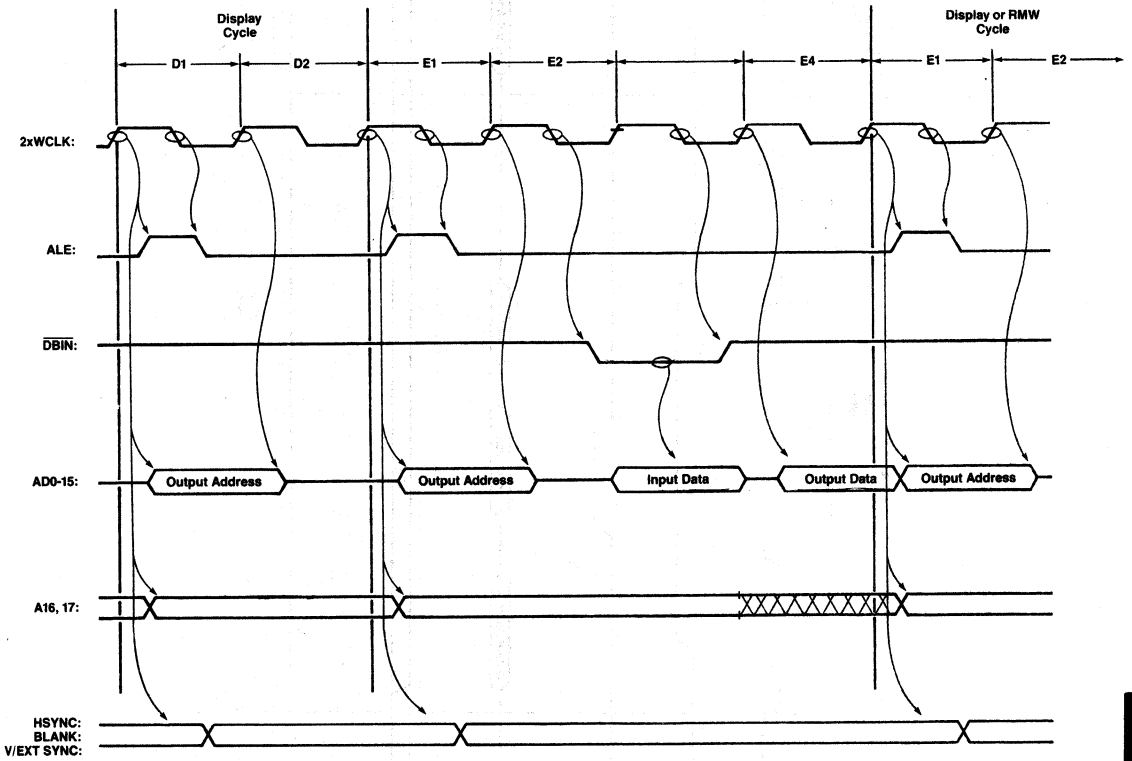 Display
Cycle
Display or RMW
Cycle
D1
D2
E1
E2
E4
E1
E2
2xWCLK:
ALE:
DBIN:
AD0-15:
Output Address
Output Address
Input Data
Output Data
Output Address
A16, 17:
HSYNC:
BLANK:
V/EXT SYNC: